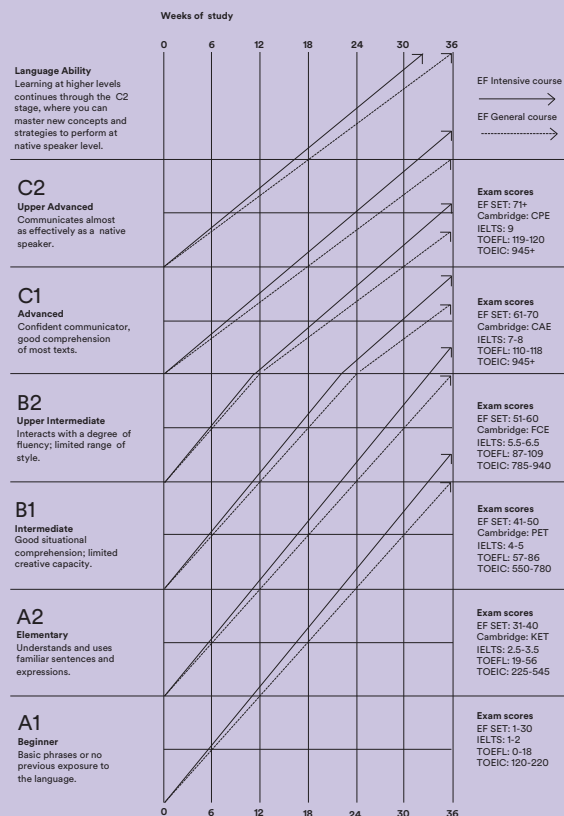 Weeks of study
0 6 12 18 24 30 36
Language Ability
Learning at higher levels
continues through the C2
stage, where you can
master new concepts and
strategies to perform at
native speaker level.
EF Intensive course
EF General course
C2
Upper Advanced
Communicates almost
as effectively as a native
speaker.
Exam scores
EF SET: 71+
Cambridge: CPE
IELTS: 9
TOEFL: 119-120
TOEIC: 945+
C1
Advanced
Confident communicator,
good comprehension
of most texts.
Exam scores
EF SET: 61-70
Cambridge: CAE
IELTS: 7-8
TOEFL: 110-118
TOEIC: 945+
B2
Upper Intermediate
Interacts with a degree of
fluency; limited range of
style.
Exam scores
EF SET: 51-60
Cambridge: FCE
IELTS: 5.5-6.5
TOEFL: 87-109
TOEIC: 785-940
B1
Intermediate
Good situational
comprehension; limited
creative capacity.
Exam scores
EF SET: 41-50
Cambridge: PET
IELTS: 4-5
TOEFL: 57-86
TOEIC: 550-780
A2
Elementary
Understands and uses
familiar sentences and
expressions.
Exam scores
EF SET: 31-40
Cambridge: KET
IELTS: 2.5-3.5
TOEFL: 19-56
TOEIC: 225-545
A1
Beginner
Basic phrases or no
previous exposure to
the language.
Exam scores
EF SET: 1-30
IELTS: 1-2
TOEFL: 0-18
TOEIC: 120-220
0 6 12 18 24 30 36